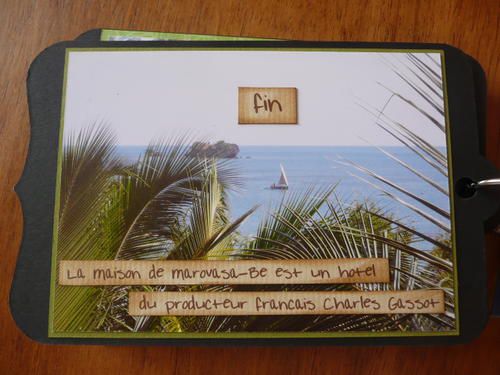 fin
La maison de marovasa-Be est un hotel
du producteur francais Charles Gassot